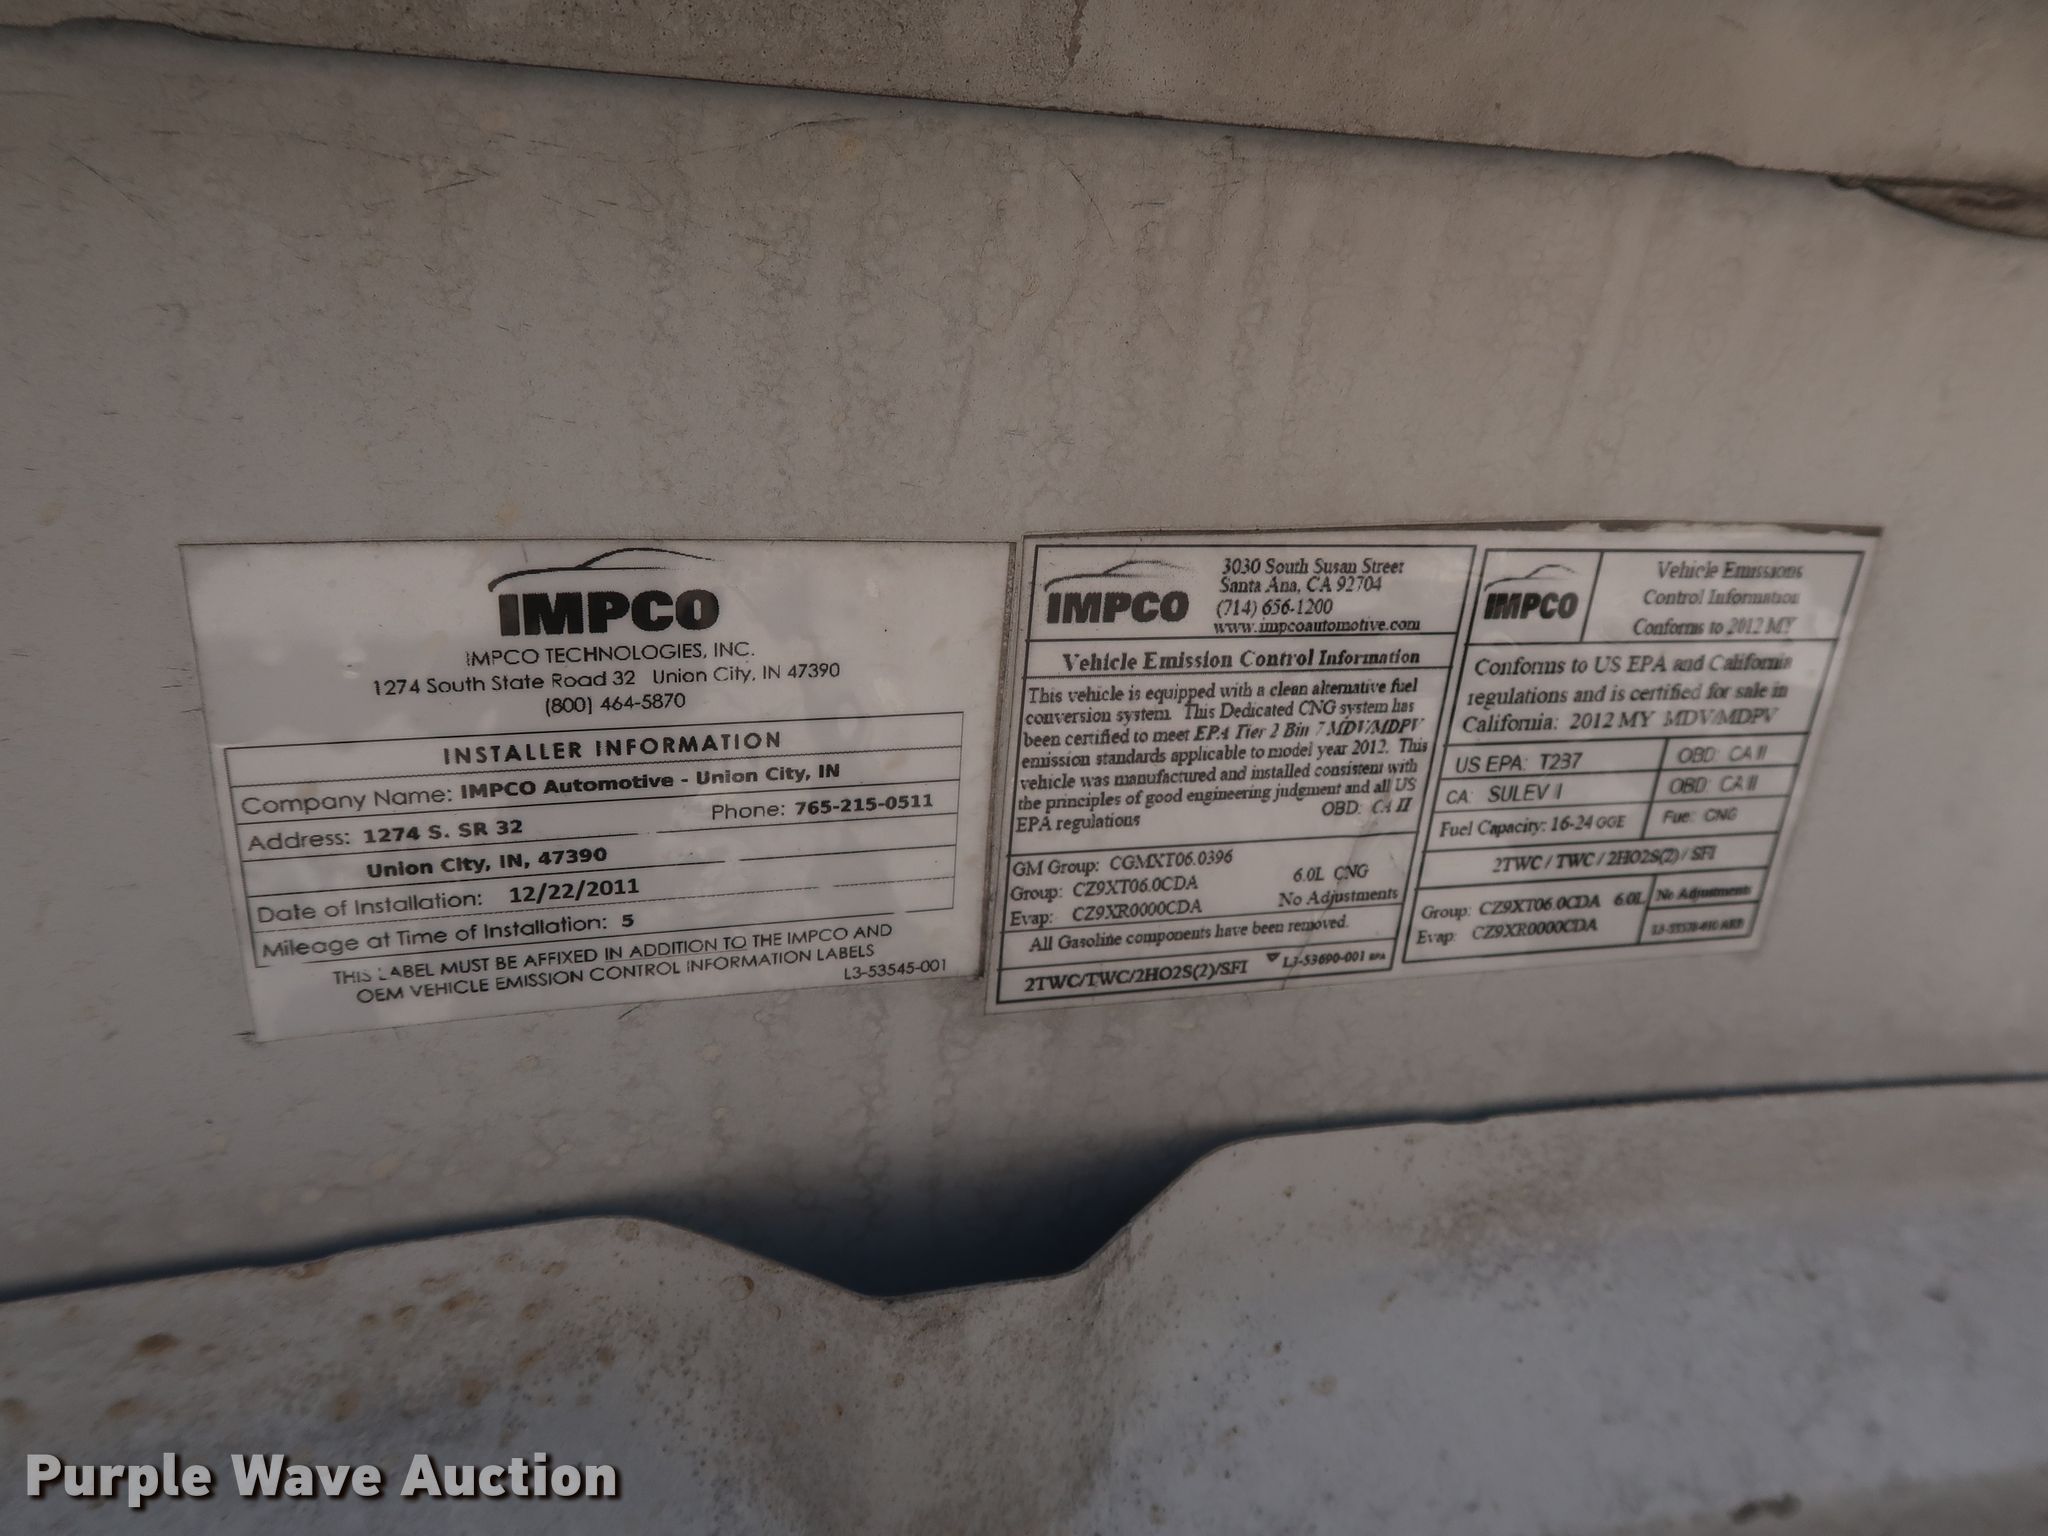 IMPCO
IMPCO TECHNOLOGIES, INC.
1274 South State Road 32 Union City, IN 47390
(800) 464-5870
INSTALLER INFORMATION
Company Name: IMPCO Automotive - Union City, IN
Address: 1274 S. SR 32 Phone: 765-215-0511
Union City, IN, 47390
Date of Installation: 12/22/2011
Mileage at Time of Installation: 5
THIS LABEL MUST BE AFFIXED IN ADDITION TO THE IMPCO AND
OEM VEHICLE EMISSION CONTROL INFORMATION LABELS
L3-53545-001
IMPCO
3030 South Susan Street
Santa Ana, CA 92704
(714) 656-1200
www.impcoautomotive.com
Vehicle Emission Control Information
This vehicle is equipped with a clean alternative fuel
conversion system. This Dedicated CNG system has
been certified to meet EPA Tier 2 Bin 7 MDV/MDPV
emission standards applicable to model year 2012. This
vehicle was manufactured and installed consistent with
the principles of good engineering judgment and all US
EPA regulations OBD: CA II
GM Group: CGMXT06.0396
Group: CZ9XT06.0CDA 6.0L CNG
Evap: CZ9XR0000CDA No Adjustments
All Gasoline components have been removed.
2TWC/TWC/2HO2S(2)/SFI L3-53690-001 EPA
IMPCO
Vehicle Emissions
Control Information
Conforms to 2012 MY
Conforms to US EPA and California
regulations and is certified for sale in
California: 2012 MY MDV/MDPV
US EPA: T2B7 OBD: CA II
CA: SULEV I OBD: CA II
Fuel Capacity: 16-24 GGE Fuel: CNG
2TWC / TWC / 2HO2S(2) / SFI
Group: CZ9XT06.0CDA 6.0L No Adjustments
Evap: CZ9XR0000CDA
Purple Wave Auction